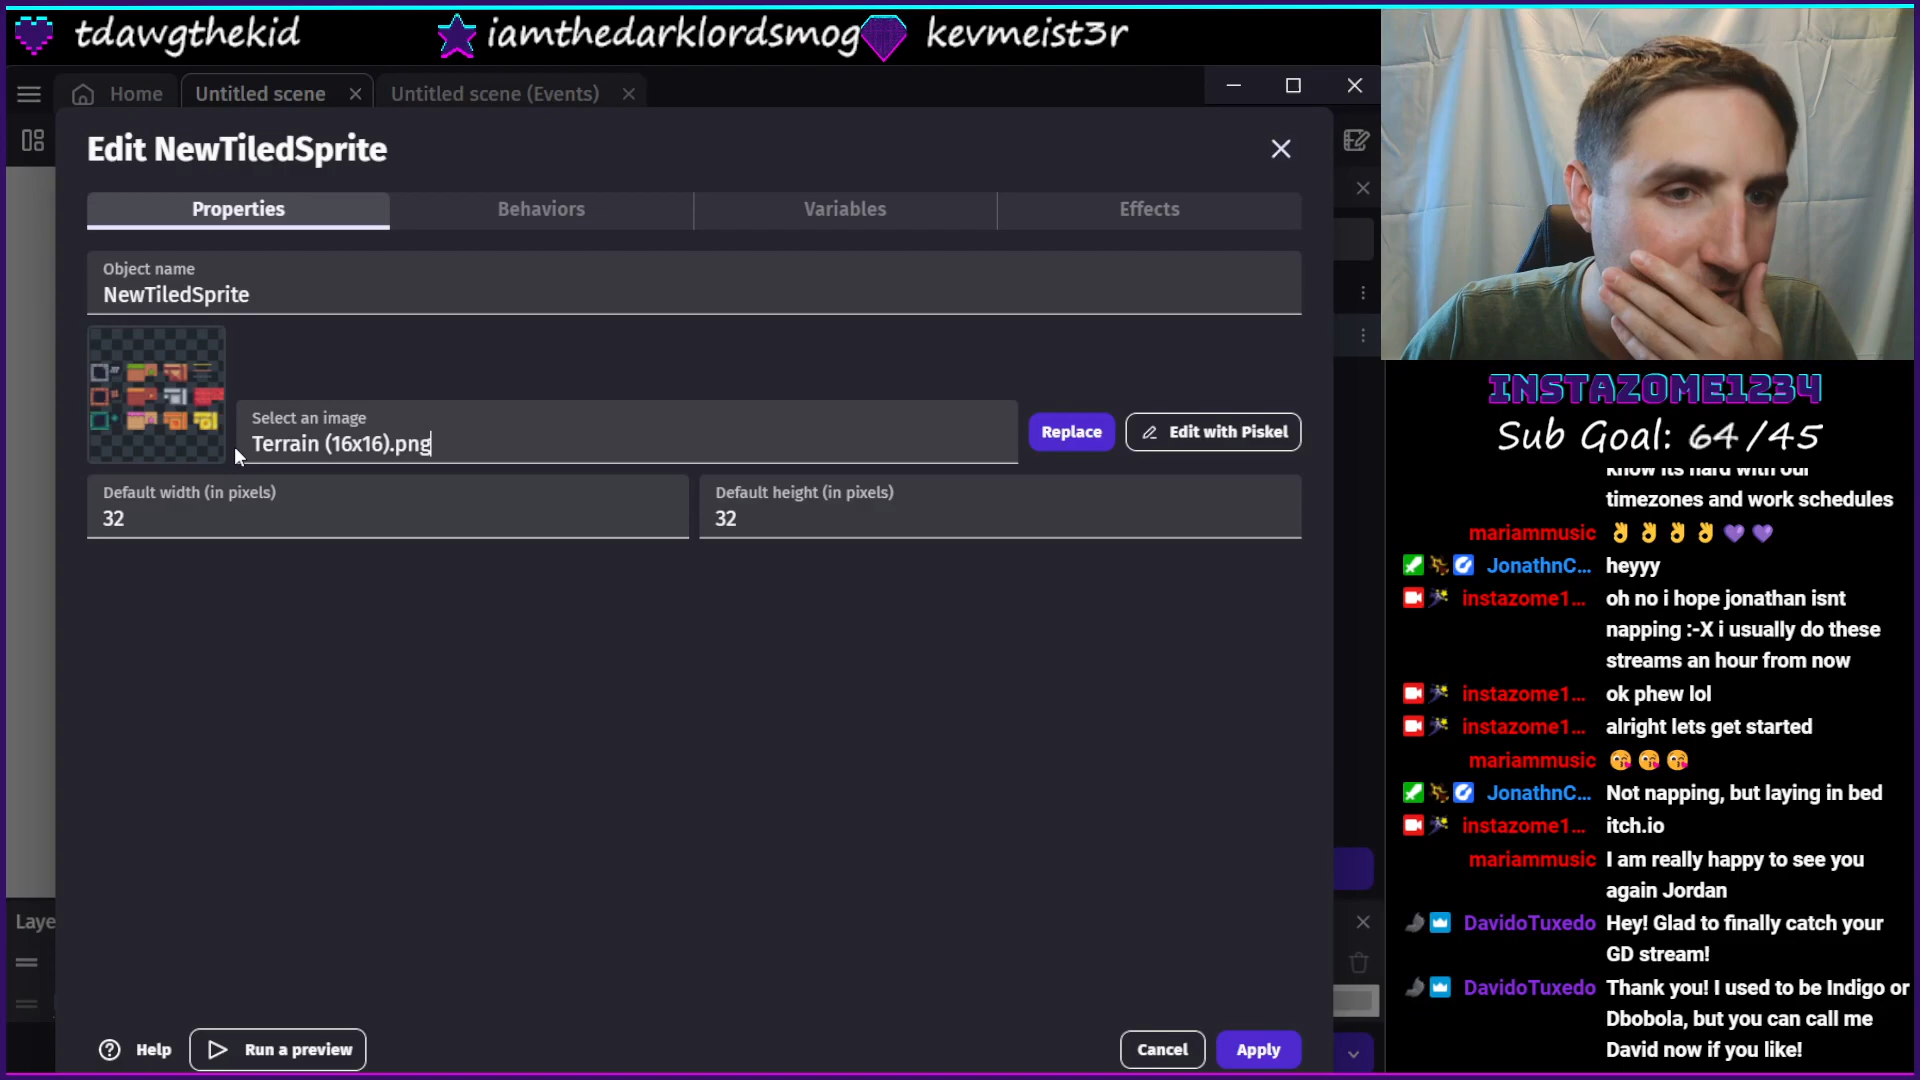 tdawgthekid
iamthedarklordsmog
kevmeist3r
Home
Untitled scene
Untitled scene (Events)
Edit NewTiledSprite
Properties
Behaviors
Variables
Effects
Object name
NewTiledSprite
Select an image
Terrain (16x16).png
Replace
Edit with Piskel
Default width (in pixels)
32
Default height (in pixels)
32
Laye
Help
Run a preview
Cancel
Apply
INSTAZOME1234
Sub Goal: 64/45
know its hard with our
timezones and work schedules
mariammusic 👌👌👌👌💜💜
JonathnC... heyyy
instazome1... oh no i hope jonathan isnt
napping :-X i usually do these
streams an hour from now
instazome1... ok phew lol
instazome1... alright lets get started
mariammusic 😘😘😘
JonathnC... Not napping, but laying in bed
instazome1... itch.io
mariammusic I am really happy to see you
again Jordan
DavidoTuxedo Hey! Glad to finally catch your
GD stream!
DavidoTuxedo Thank you! I used to be Indigo or
Dbobola, but you can call me
David now if you like!